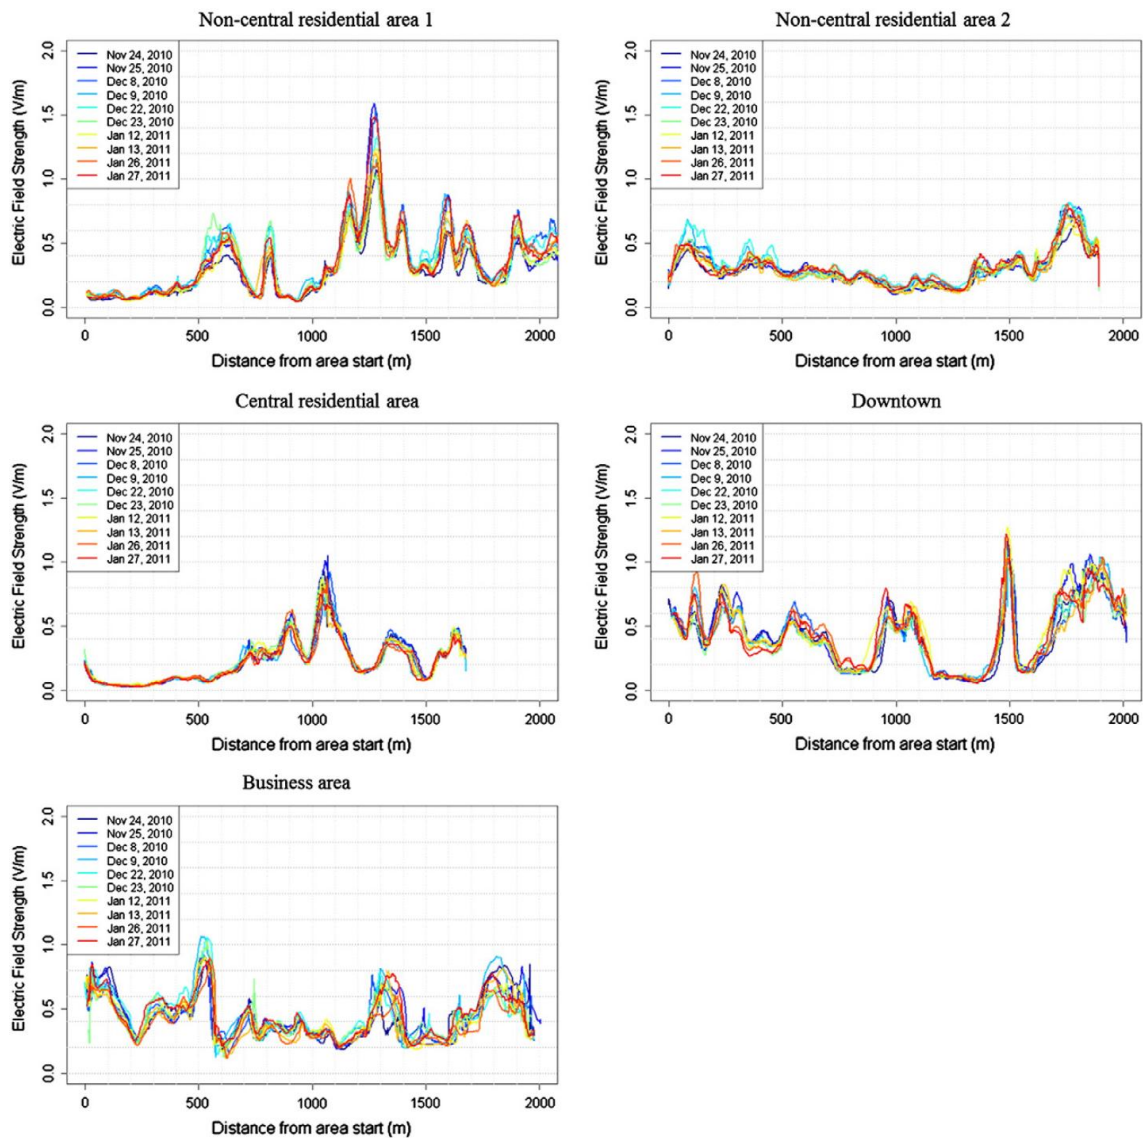 Non-central residential area 1
Non-central residential area 2
2.0
1.5
1.0
0.5
0.0
Electric Field Strength (V/m)
Nov 24, 2010
Nov 25, 2010
Dec 8, 2010
Dec 9, 2010
Dec 22, 2010
Dec 23, 2010
Jan 12, 2011
Jan 13, 2011
Jan 26, 2011
Jan 27, 2011
0 500 1000 1500 2000
Distance from area start (m)
2.0
1.5
1.0
0.5
0.0
Electric Field Strength (V/m)
Nov 24, 2010
Nov 25, 2010
Dec 8, 2010
Dec 9, 2010
Dec 22, 2010
Dec 23, 2010
Jan 12, 2011
Jan 13, 2011
Jan 26, 2011
Jan 27, 2011
0 500 1000 1500 2000
Distance from area start (m)
Central residential area
Downtown
2.0
1.5
1.0
0.5
0.0
Electric Field Strength (V/m)
Nov 24, 2010
Nov 25, 2010
Dec 8, 2010
Dec 9, 2010
Dec 22, 2010
Dec 23, 2010
Jan 12, 2011
Jan 13, 2011
Jan 26, 2011
Jan 27, 2011
0 500 1000 1500 2000
Distance from area start (m)
2.0
1.5
1.0
0.5
0.0
Electric Field Strength (V/m)
Nov 24, 2010
Nov 25, 2010
Dec 8, 2010
Dec 9, 2010
Dec 22, 2010
Dec 23, 2010
Jan 12, 2011
Jan 13, 2011
Jan 26, 2011
Jan 27, 2011
0 500 1000 1500 2000
Distance from area start (m)
Business area
2.0
1.5
1.0
0.5
0.0
Electric Field Strength (V/m)
Nov 24, 2010
Nov 25, 2010
Dec 8, 2010
Dec 9, 2010
Dec 22, 2010
Dec 23, 2010
Jan 12, 2011
Jan 13, 2011
Jan 26, 2011
Jan 27, 2011
0 500 1000 1500 2000
Distance from area start (m)